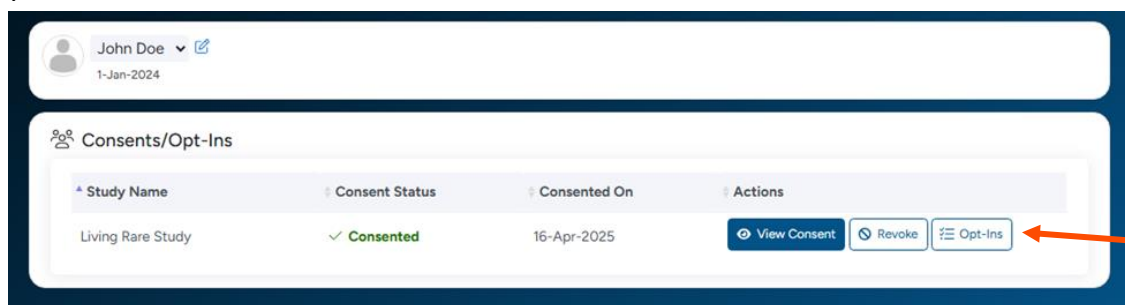 John Doe
1-Jan-2024
Consents/Opt-Ins
Study Name Consent Status Consented On Actions
Living Rare Study Consented 16-Apr-2025 View Consent Revoke Opt-Ins